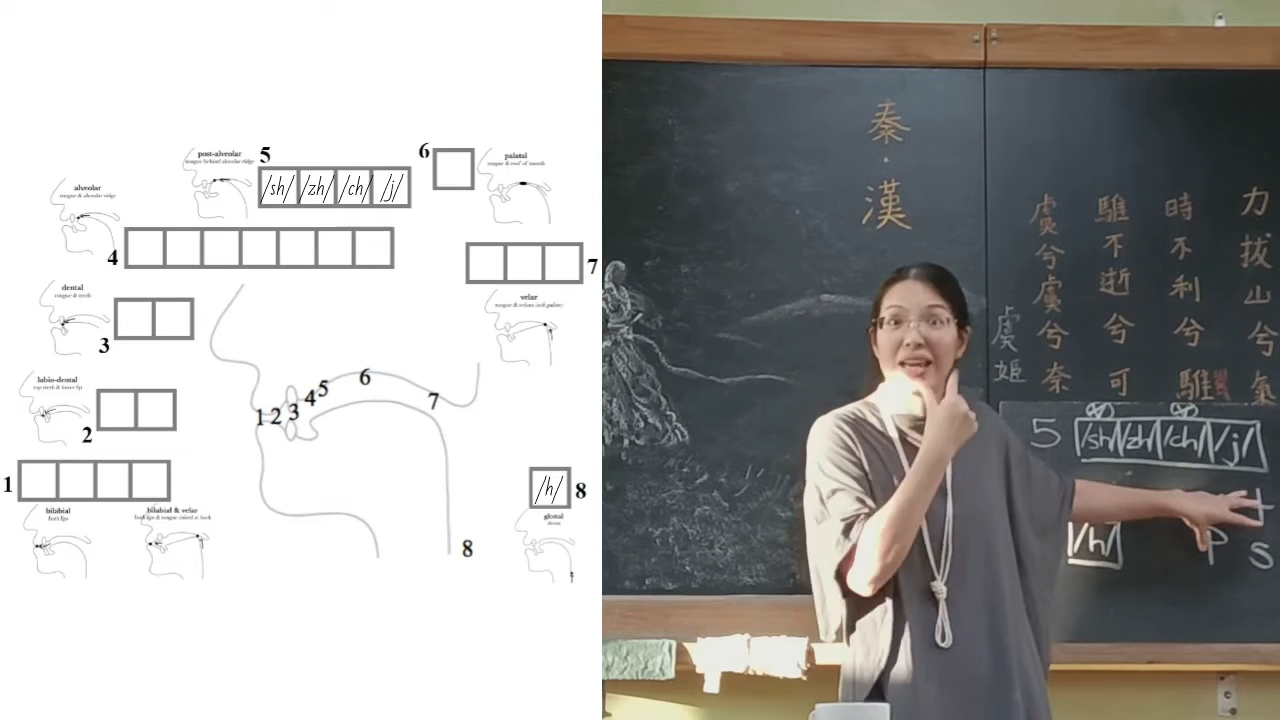 post-alveolar
tongue behind alveolar ridge
5
/sh/ /zh/ /ch/ /j/
6
palatal
tongue & roof of mouth
alveolar
tongue & alveolar ridge
4
7
velar
tongue & velum (soft palate)
dental
tongue & teeth
3
labio-dental
top teeth & lower lip
2
1 2 3 4 5 6 7
8
1
bilabial
both lips
bilabial & velar
both lips & tongue raised at back
/h/ 8
glottal
throat
秦·漢
力拔山兮氣
時不利兮騅
騅不逝兮可
虞兮虞兮奈
虞姬
5 /sh/ /zh/ /ch/ /j/
/h/
p
s